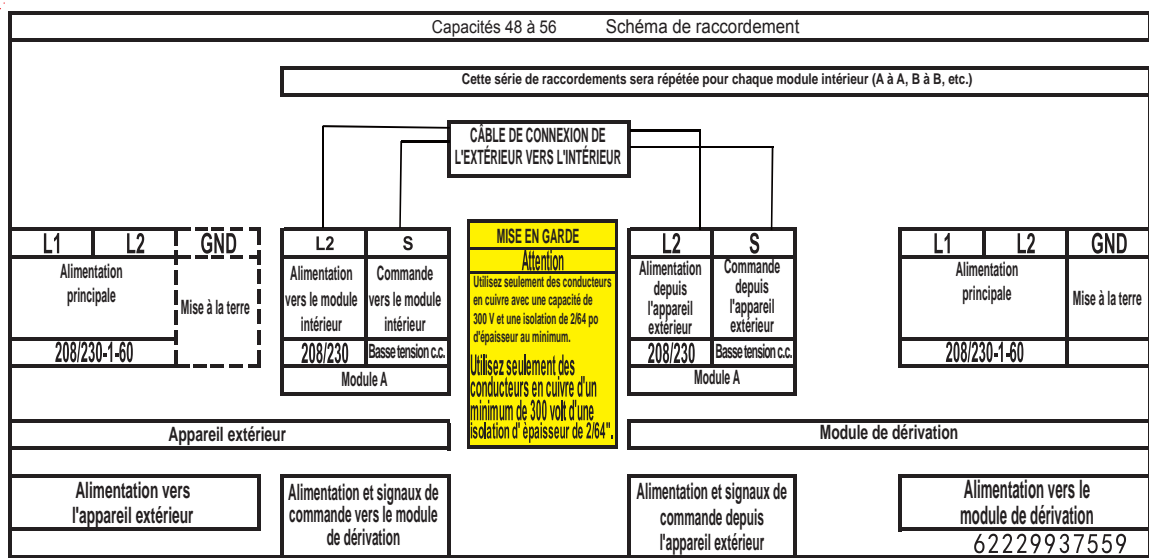 Capacités 48 à 56 Schéma de raccordement
Cette série de raccordements sera répétée pour chaque module intérieur (A à A, B à B, etc.)
CÂBLE DE CONNEXION DE
L'EXTÉRIEUR VERS L'INTÉRIEUR
L1 L2 GND
Alimentation
principale
Mise à la terre
208/230-1-60
L2 S
Alimentation
vers le module
intérieur
Commande
vers le module
intérieur
208/230 Basse tension c.c.
Module A
MISE EN GARDE
Attention
Utilisez seulement des conducteurs
en cuivre avec une capacité de
300 V et une isolation de 2/64 po
d'épaisseur au minimum.
Utilisez seulement des
conducteurs en cuivre d'un
minimum de 300 volt d'une
isolation d' èpaisseur de 2/64".
L2 S
Alimentation
depuis
l'appareil
extérieur
Commande
depuis
l'appareil
extérieur
208/230 Basse tension c.c.
Module A
L1 L2 GND
Alimentation
principale
Mise à la terre
208/230-1-60
Appareil extérieur
Module de dérivation
Alimentation vers
l'appareil extérieur
Alimentation et signaux de
commande vers le module
de dérivation
Alimentation et signaux de
commande depuis
l'appareil extérieur
Alimentation vers le
module de dérivation
62229937559